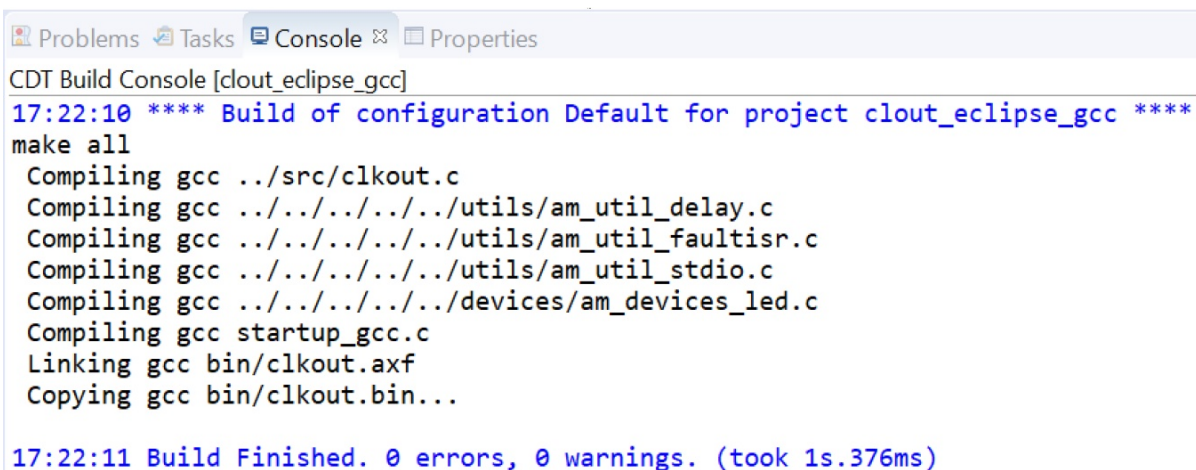 Problems Tasks Console Properties
CDT Build Console [clout_eclipse_gcc]
17:22:10 **** Build of configuration Default for project clout_eclipse_gcc ****
make all
Compiling gcc ../src/clkout.c
Compiling gcc ../../../../../utils/am_util_delay.c
Compiling gcc ../../../../../utils/am_util_faultisr.c
Compiling gcc ../../../../../utils/am_util_stdio.c
Compiling gcc ../../../../../devices/am_devices_led.c
Compiling gcc startup_gcc.c
Linking gcc bin/clkout.axf
Copying gcc bin/clkout.bin...
17:22:11 Build Finished. 0 errors, 0 warnings. (took 1s.376ms)